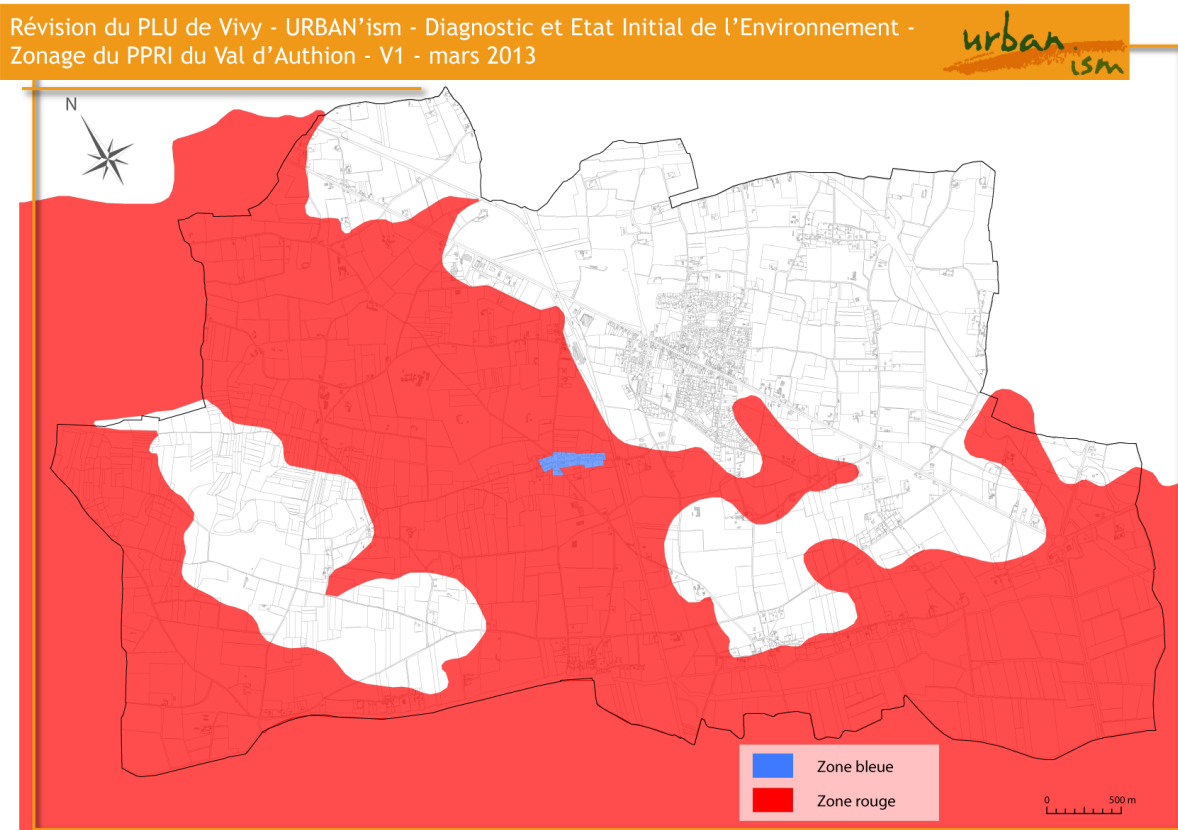 Révision du PLU de Vivy - URBAN'ism - Diagnostic et Etat Initial de l'Environnement -
Zonage du PPRI du Val d'Authion - V1 - mars 2013
urban
ism
N
Zone bleue
Zone rouge
0 500 m